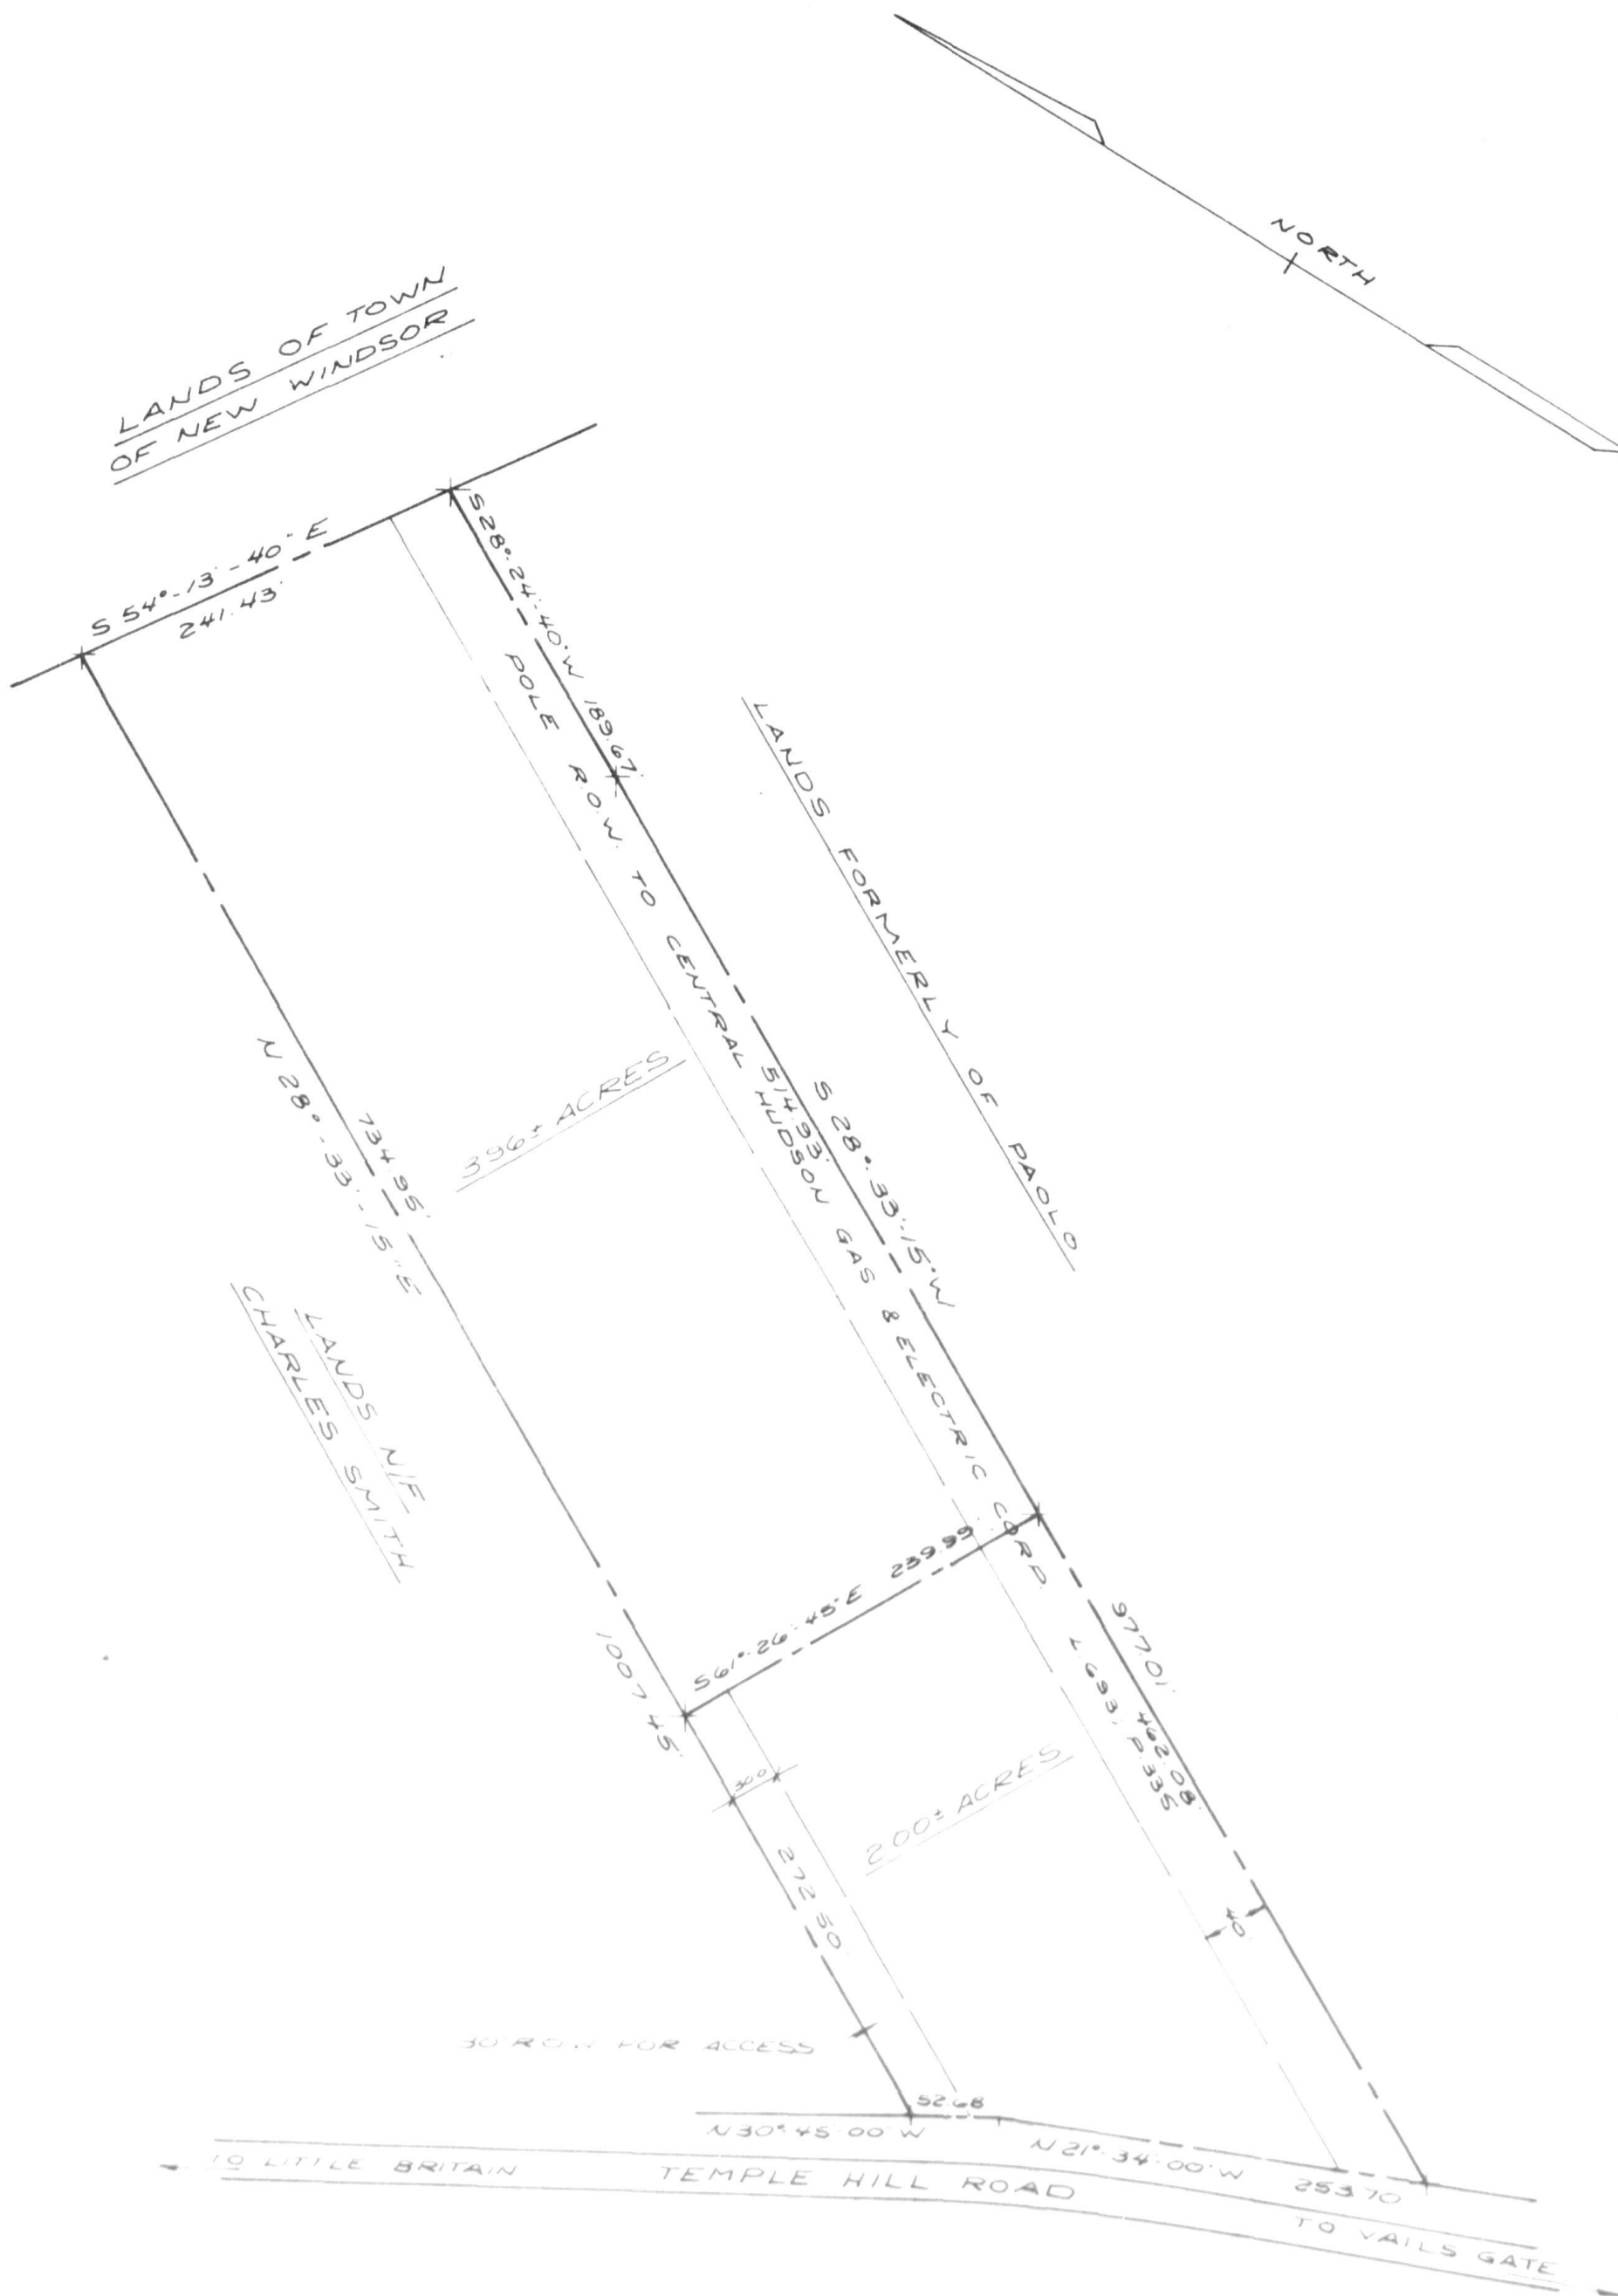 NORTH
LANDS OF TOWN
OF NEW WINDSOR
S 54°-13'-40" E
241.43'
S28°-24'-40"W 189.67'
POLE R.O.W. TO CENTRAL HUDSON GAS & ELECTRIC CORP. L 693, P. 335
LANDS FORMERLY OF PAOLO
S 28°-33'-15"W
514.93'
N 28°-33'-15"E
734.95'
3.96± ACRES
LANDS N/F
CHARLES SMITH
S61°-26'-45"E 239.99'
977.01'
462.08'
1007.45'
30.0'
2.00± ACRES
272.50
40'
30' R.O.W. FOR ACCESS
52.68
N30°-45'-00"W
N21°-34'-00"W
253.70
TO LITTLE BRITAIN
TEMPLE HILL ROAD
TO VAILS GATE